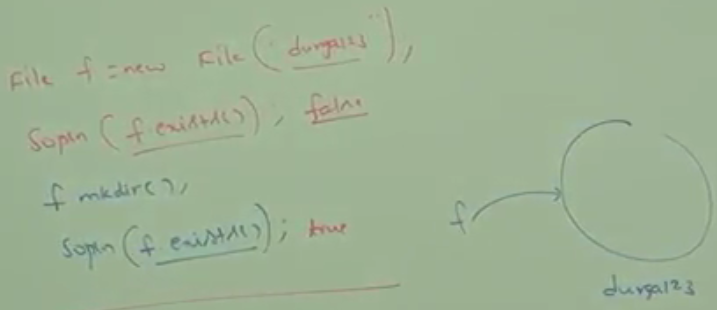 File f = new File("durga123"),
Sopln (f.exists()); false
f mkdir();
Sopln (f.exists()); true
f
durga123